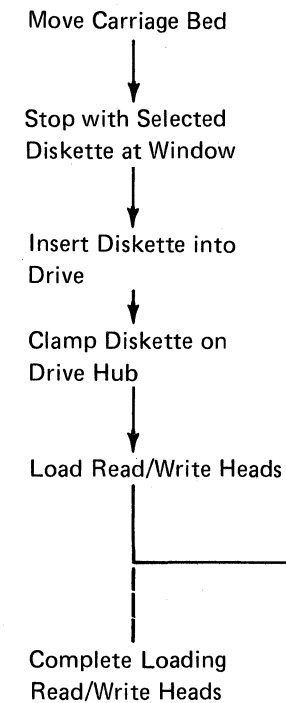 Move Carriage Bed
Stop with Selected
Diskette at Window
Insert Diskette into
Drive
Clamp Diskette on
Drive Hub
Load Read/Write Heads
Complete Loading
Read/Write Heads